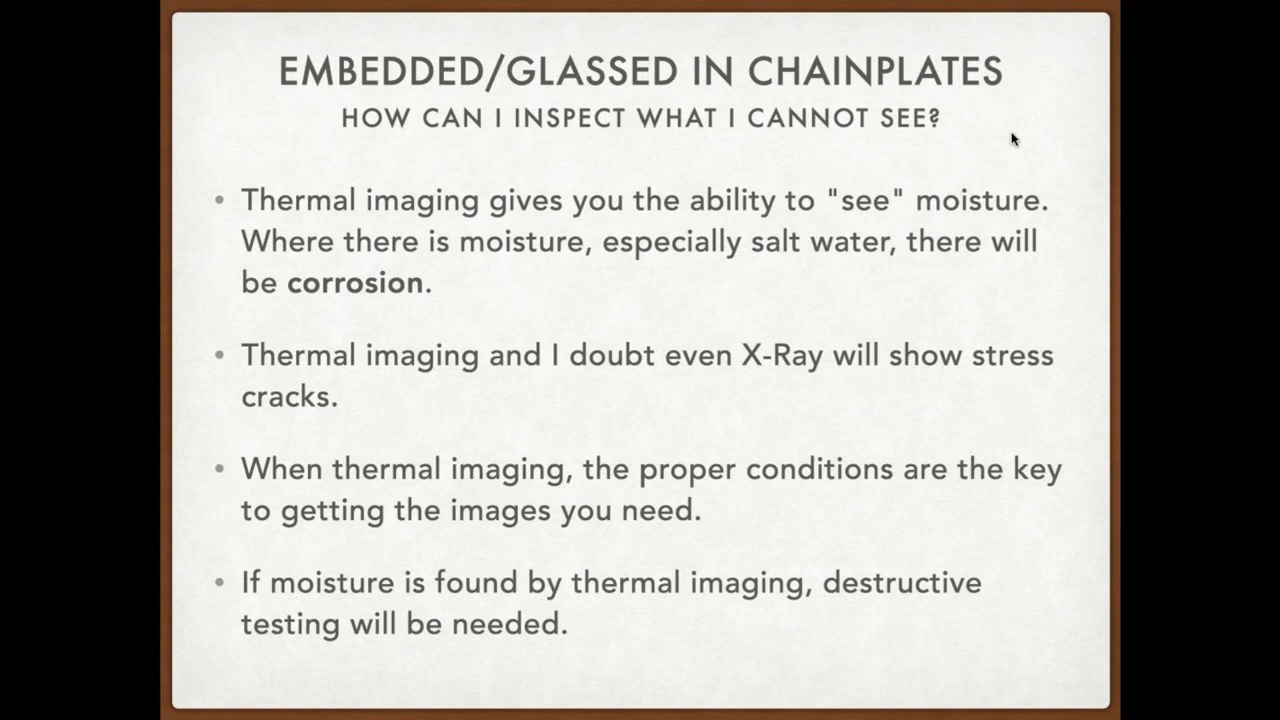 EMBEDDED/GLASSED IN CHAINPLATES
HOW CAN I INSPECT WHAT I CANNOT SEE?
• Thermal imaging gives you the ability to "see" moisture.
Where there is moisture, especially salt water, there will
be corrosion.
• Thermal imaging and I doubt even X-Ray will show stress
cracks.
• When thermal imaging, the proper conditions are the key
to getting the images you need.
• If moisture is found by thermal imaging, destructive
testing will be needed.